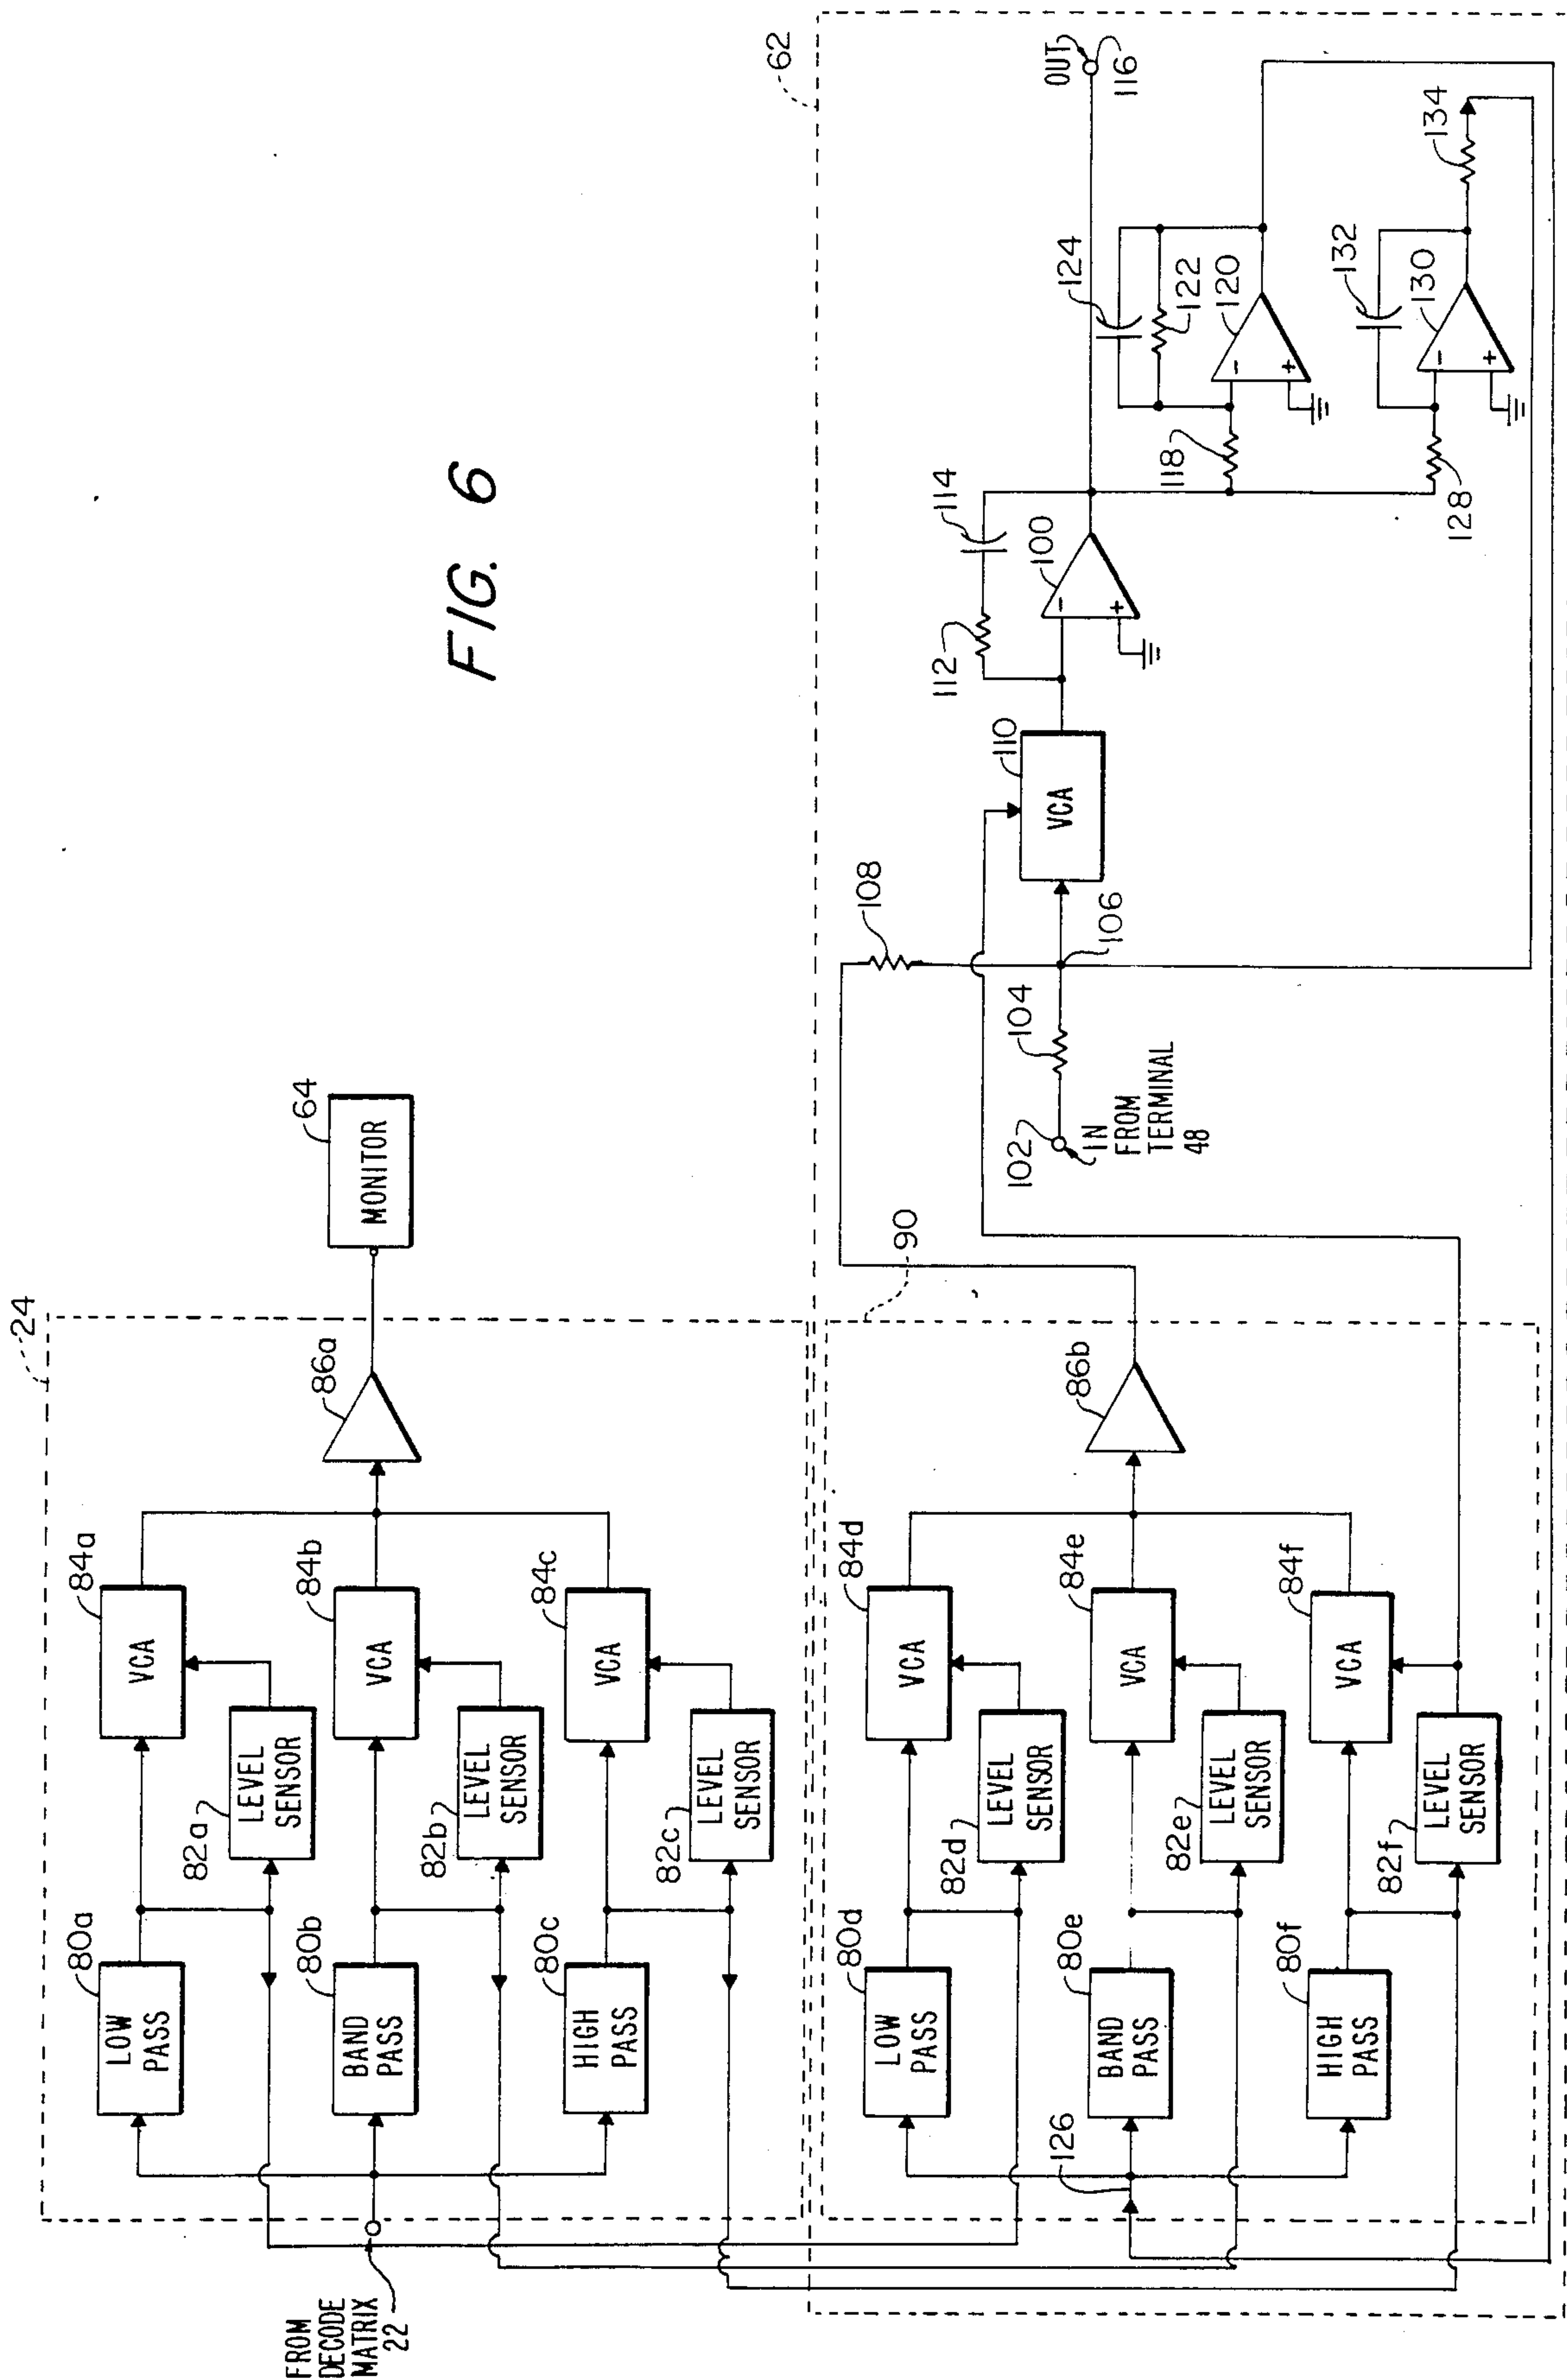 FIG. 6
FROM
DECODE
MATRIX
22
24
80a
LOW
PASS
82a
LEVEL
SENSOR
84a
VCA
80b
BAND
PASS
82b
LEVEL
SENSOR
84b
VCA
80c
HIGH
PASS
82c
LEVEL
SENSOR
84c
VCA
86a
64
MONITOR
62
90
126
80d
LOW
PASS
82d
LEVEL
SENSOR
84d
VCA
80e
BAND
PASS
82e
LEVEL
SENSOR
84e
VCA
80f
HIGH
PASS
82f
LEVEL
SENSOR
84f
VCA
86b
102
IN
FROM
TERMINAL
48
104
106
108
110
VCA
112
114
100
-
+
OUT
116
118
124
122
120
-
+
128
132
130
-
+
134